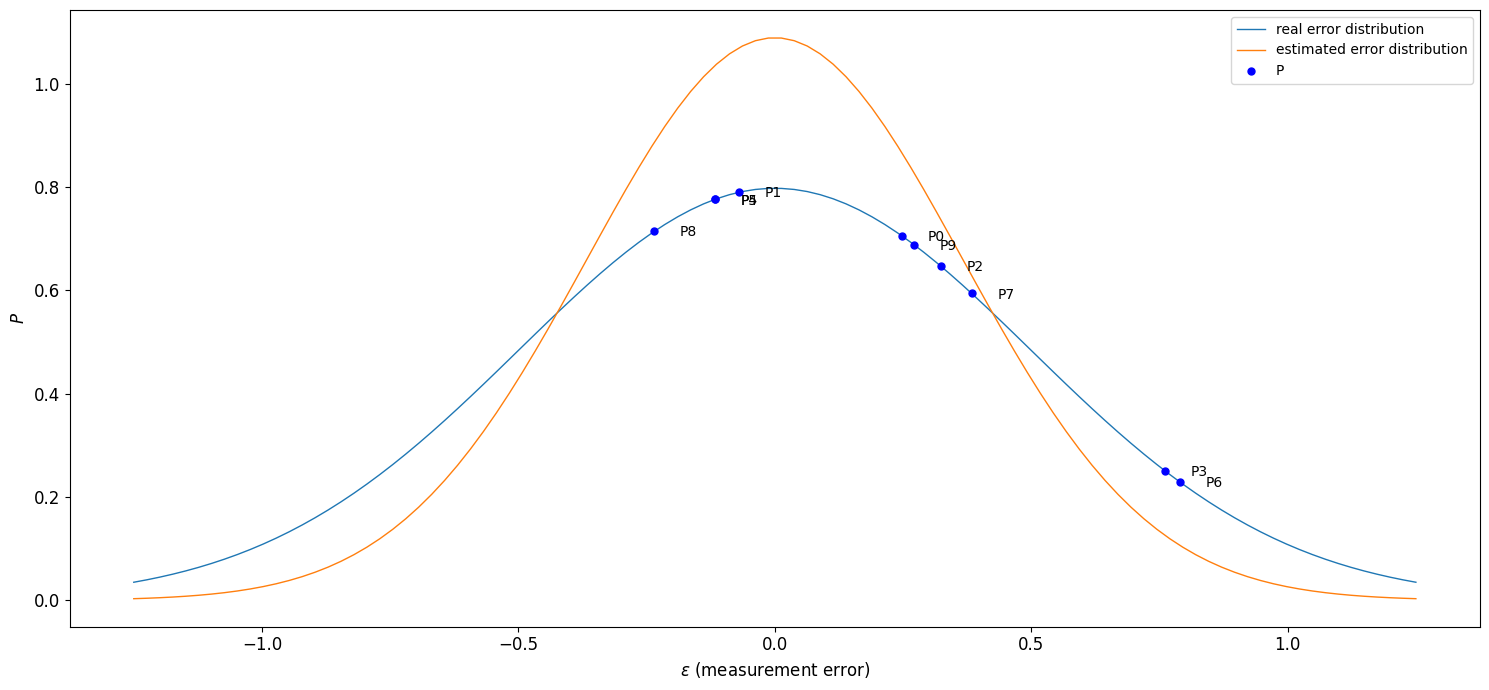 real error distribution
estimated error distribution
P
1.0
0.8
0.6
0.4
0.2
0.0
P
P1
P8
P0
P9
P2
P7
P3
P6
−1.0
−0.5
0.0
0.5
1.0
ε (measurement error)